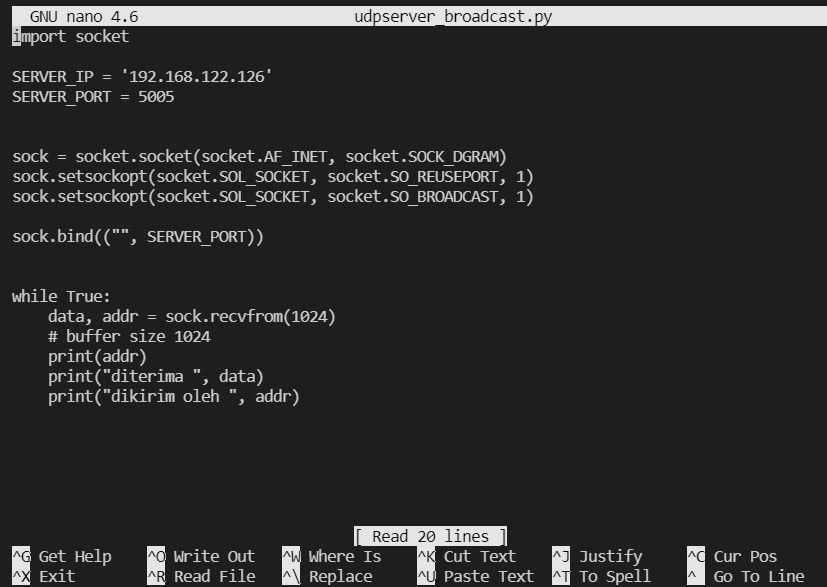 GNU nano 4.6 udpserver_broadcast.py
import socket
SERVER_IP = '192.168.122.126'
SERVER_PORT = 5005
sock = socket.socket(socket.AF_INET, socket.SOCK_DGRAM)
sock.setsockopt(socket.SOL_SOCKET, socket.SO_REUSEPORT, 1)
sock.setsockopt(socket.SOL_SOCKET, socket.SO_BROADCAST, 1)
sock.bind(("", SERVER_PORT))
while True:
    data, addr = sock.recvfrom(1024)
    # buffer size 1024
    print(addr)
    print("diterima ", data)
    print("dikirim oleh ", addr)
[ Read 20 lines ]
^G Get Help ^O Write Out ^W Where Is ^K Cut Text ^J Justify ^C Cur Pos
^X Exit ^R Read File ^\ Replace ^U Paste Text ^T To Spell ^_ Go To Line